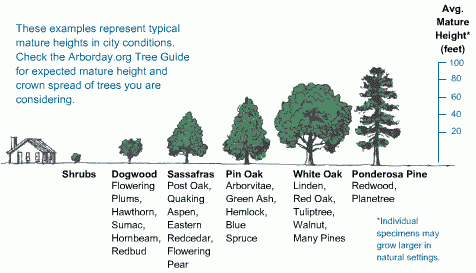 These examples represent typical
mature heights in city conditions.
Check the Arborday.org Tree Guide
for expected mature height and
crown spread of trees you are
considering.
Avg.
Mature
Height*
(feet)
100
80
60
40
20
Shrubs
Dogwood
Flowering
Plums,
Hawthorn,
Sumac,
Hornbeam,
Redbud
Sassafras
Post Oak,
Quaking
Aspen,
Eastern
Redcedar,
Flowering
Pear
Pin Oak
Arborvitae,
Green Ash,
Hemlock,
Blue
Spruce
White Oak
Linden,
Red Oak,
Tuliptree,
Walnut,
Many Pines
Ponderosa Pine
Redwood,
Planetree
*Individual
specimens may
grow larger in
natural settings.